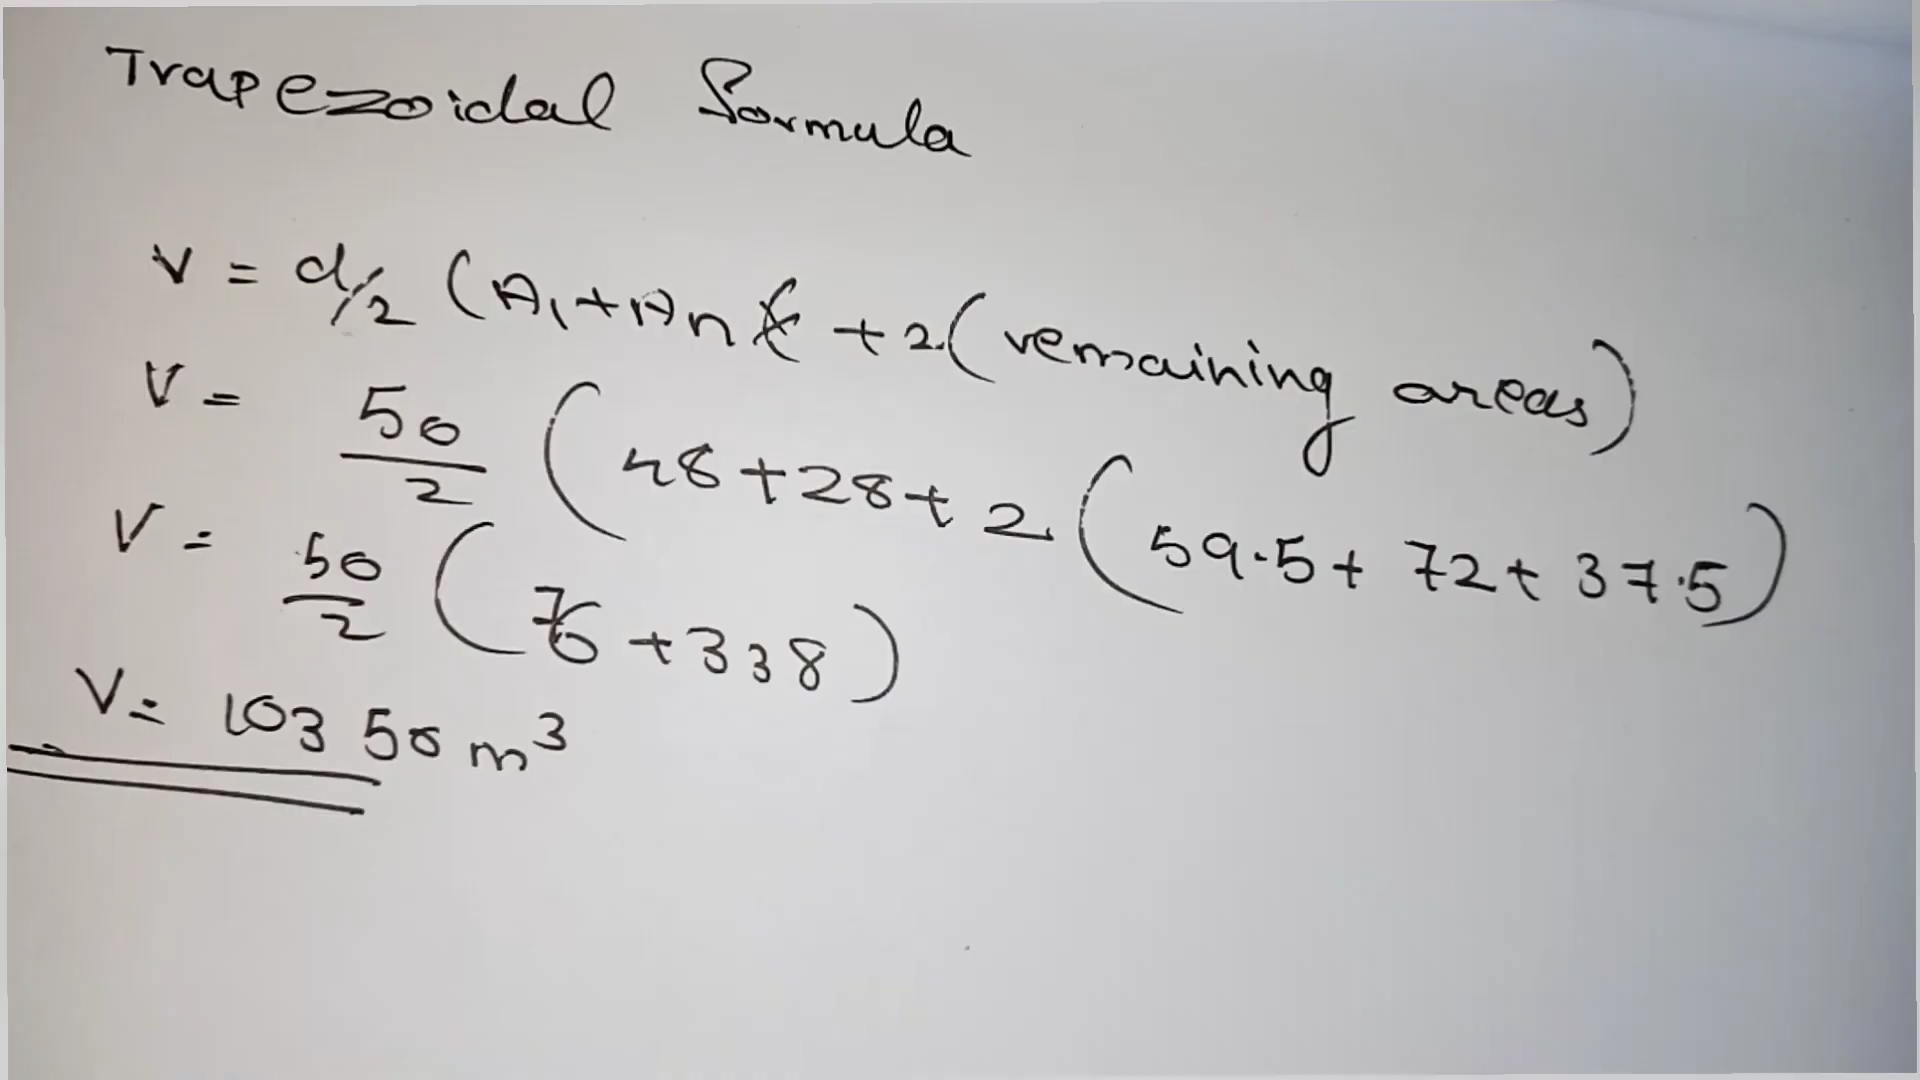 Trapezoidal formula
V = d/2 (A1+An + 2(remaining areas)
V = 50/2 (48+28+2(59.5+72+37.5)
V = 50/2 (76+338)
V = 10350 m³